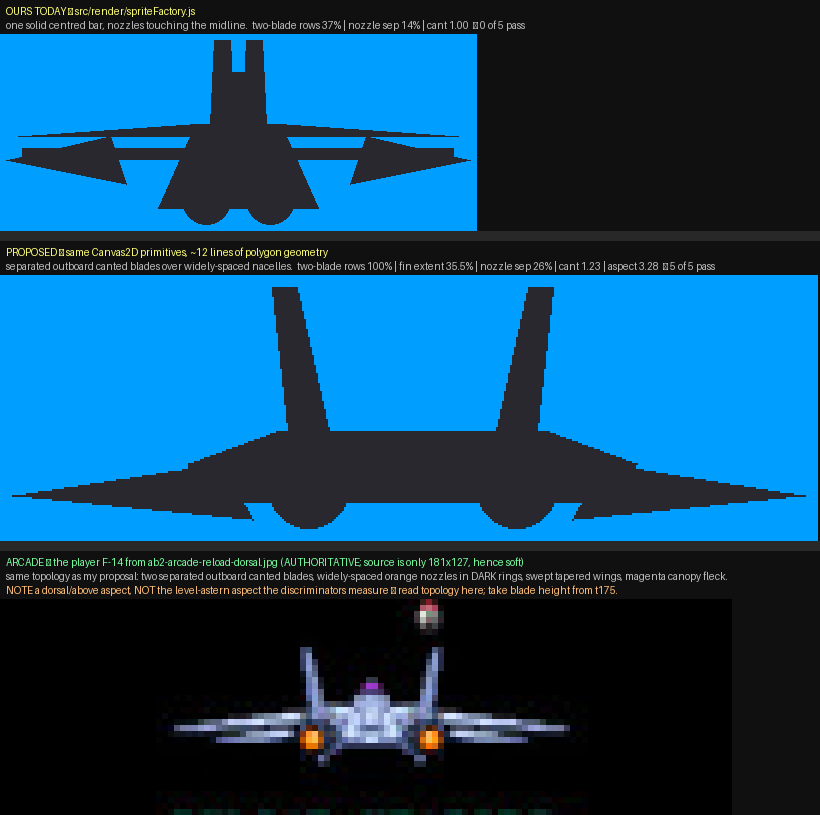 OURS TODAY src/render/spriteFactory.js
one solid centred bar, nozzles touching the midline. two-blade rows 37% | nozzle sep 14% | cant 1.00 0 of 5 pass
PROPOSED same Canvas2D primitives, ~12 lines of polygon geometry
separated outboard canted blades over widely-spaced nacelles. two-blade rows 100% | fin extent 35.5% | nozzle sep 26% | cant 1.23 | aspect 3.28 5 of 5 pass
ARCADE the player F-14 from ab2-arcade-reload-dorsal.jpg (AUTHORITATIVE; source is only 181x127, hence soft)
same topology as my proposal: two separated outboard canted blades, widely-spaced orange nozzles in DARK rings, swept tapered wings, magenta canopy fleck.
NOTE a dorsal/above aspect, NOT the level-astern aspect the discriminators measure read topology here; take blade height from t175.